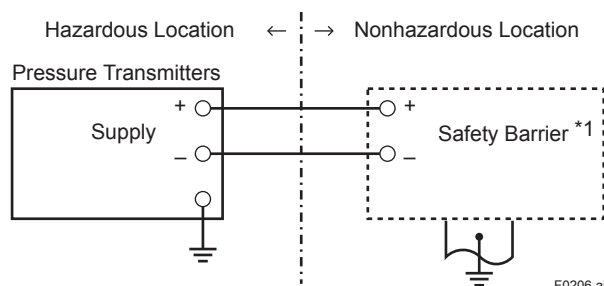 Hazardous Location ← → Nonhazardous Location
Pressure Transmitters
+ +
Supply Safety Barrier *1
– –